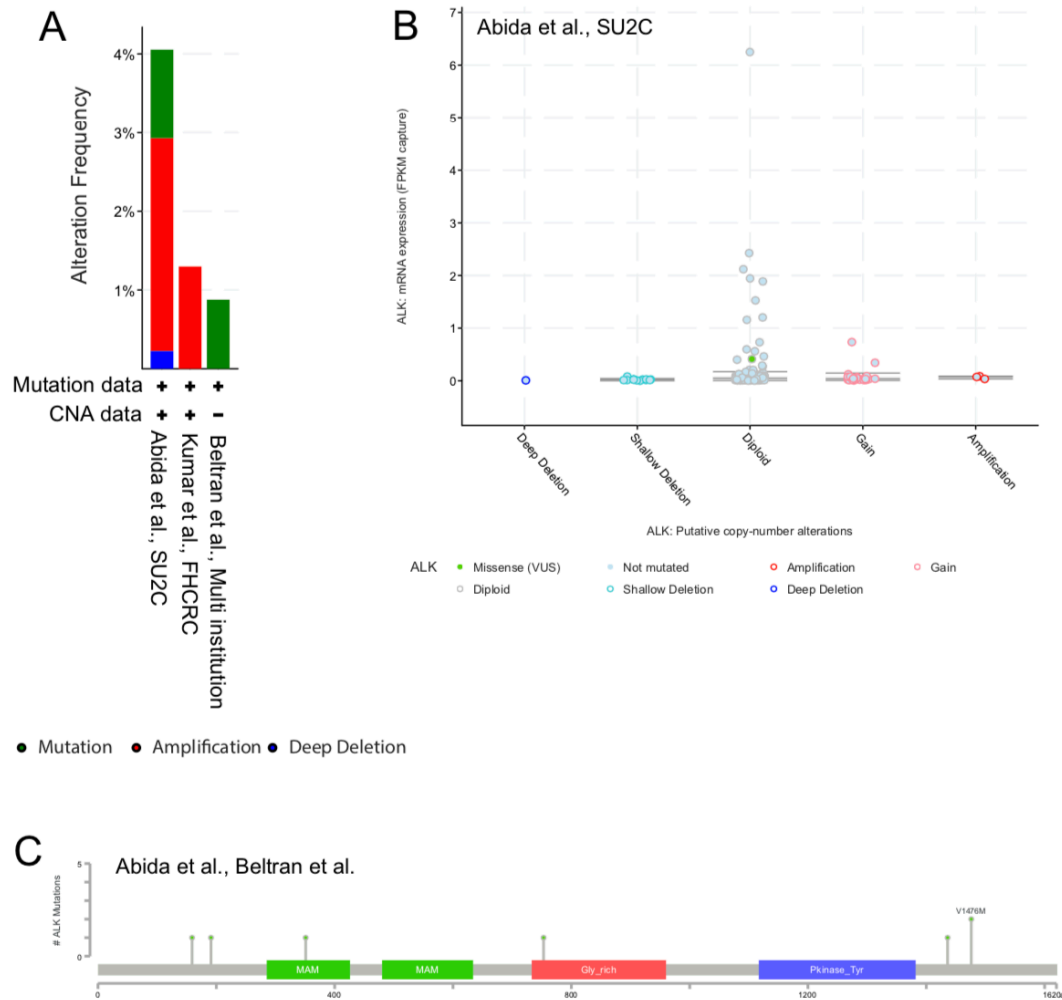 A
Alteration Frequency
4%
3%
2%
1%
Mutation data + + +
CNA data + + -
Abida et al., SU2C
Kumar et al., FHCRC
Beltran et al., Multi institution
Mutation Amplification Deep Deletion
B
Abida et al., SU2C
ALK: mRNA expression (FPKM capture)
7
6
5
4
3
2
1
0
Deep Deletion
Shallow Deletion
Diploid
Gain
Amplification
ALK: Putative copy-number alterations
ALK Missense (VUS) Not mutated Amplification Gain
Diploid Shallow Deletion Deep Deletion
C
Abida et al., Beltran et al.
# ALK Mutations
5
0
V1476M
MAM MAM Gly_rich Pkinase_Tyr
0 400 800 1200 1620a